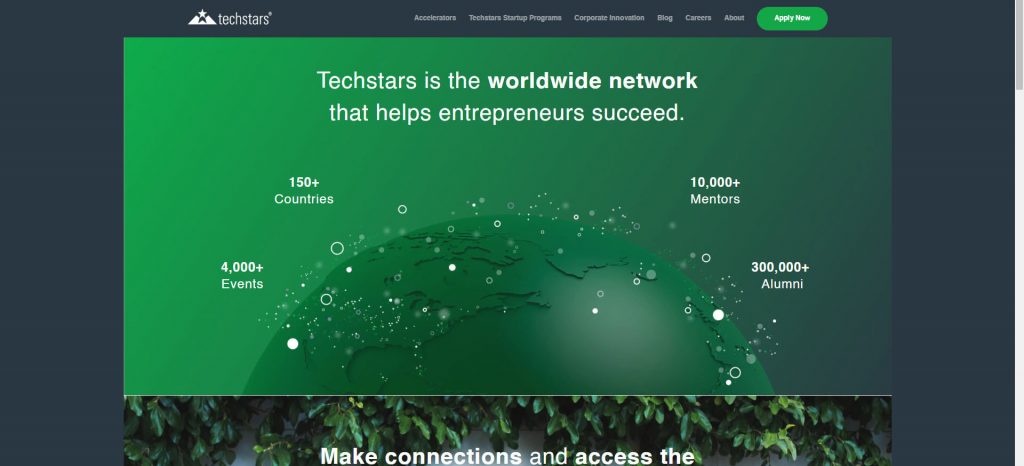 techstars®
Accelerators Techstars Startup Programs Corporate Innovation Blog Careers About Apply Now
Techstars is the worldwide network
that helps entrepreneurs succeed.
150+
Countries
10,000+
Mentors
4,000+
Events
300,000+
Alumni
Make connections and access the